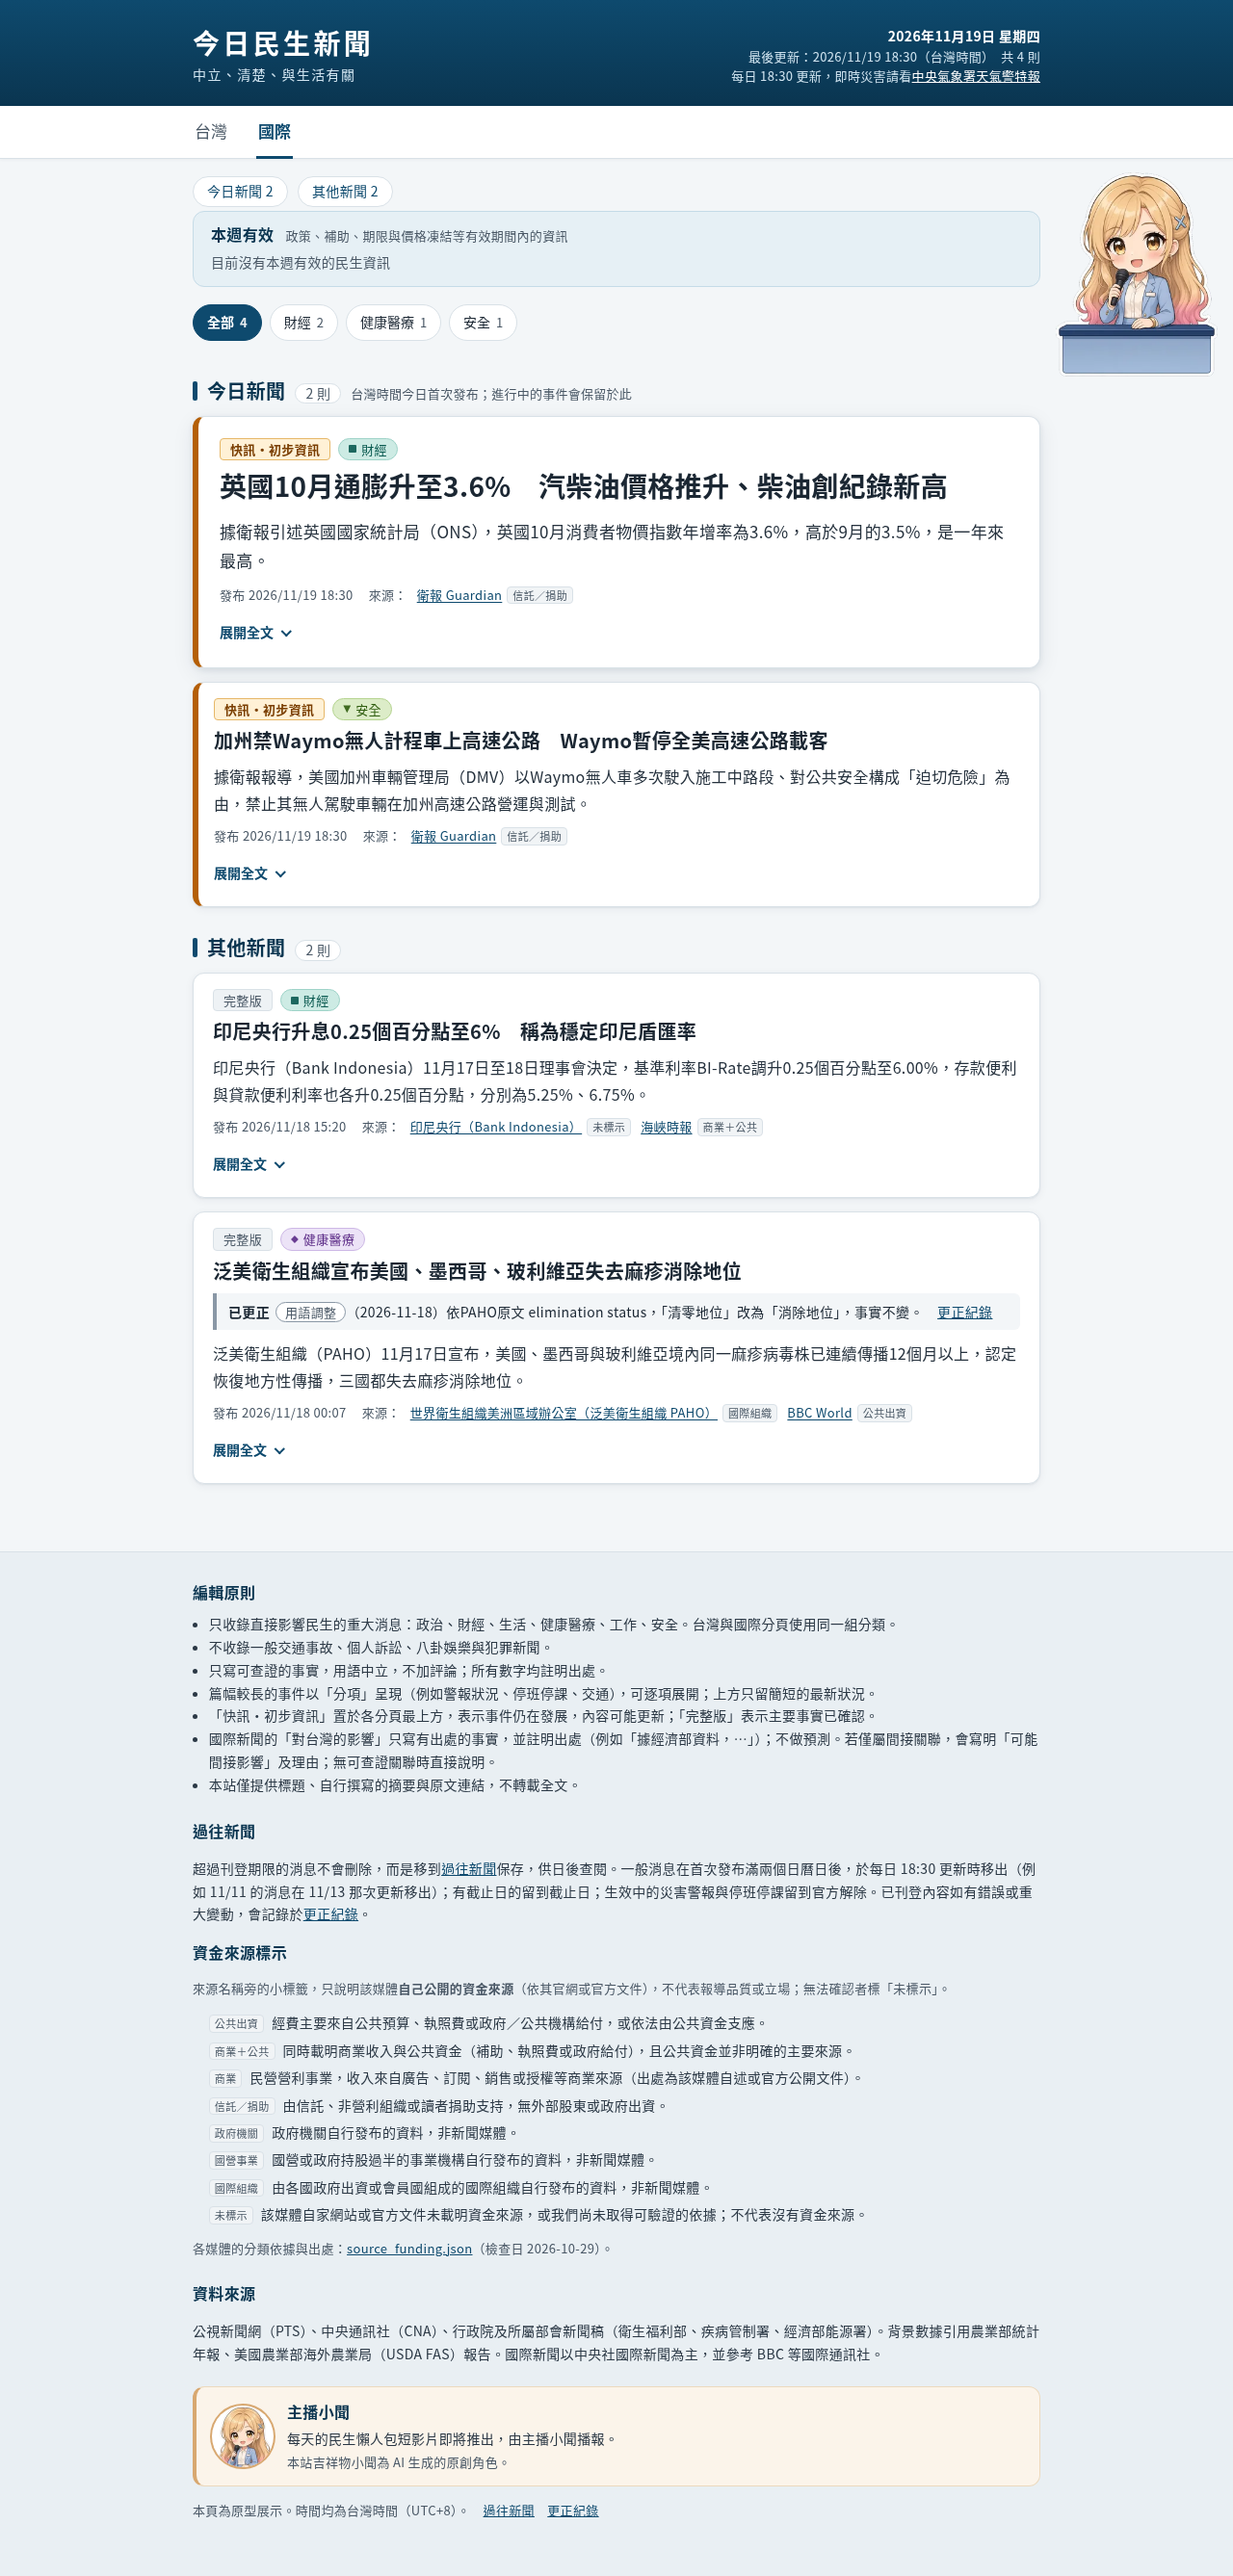 今日民生新聞
中立、清楚、與生活有關
2026年11月19日 星期四
最後更新：2026/11/19 18:30（台灣時間） 共 4 則
每日 18:30 更新，即時災害請看中央氣象署天氣警特報
台灣
國際
今日新聞 2
其他新聞 2
本週有效 政策、補助、期限與價格凍結等有效期間內的資訊
目前沒有本週有效的民生資訊
全部 4
財經 2
健康醫療 1
安全 1
今日新聞 2 則 台灣時間今日首次發布；進行中的事件會保留於此
快訊・初步資訊 ■ 財經
英國10月通膨升至3.6%　汽柴油價格推升、柴油創紀錄新高
據衛報引述英國國家統計局（ONS），英國10月消費者物價指數年增率為3.6%，高於9月的3.5%，是一年來
最高。
發布 2026/11/19 18:30 來源： 衛報 Guardian 信託／捐助
展開全文
快訊・初步資訊 ▼ 安全
加州禁Waymo無人計程車上高速公路　Waymo暫停全美高速公路載客
據衛報報導，美國加州車輛管理局（DMV）以Waymo無人車多次駛入施工中路段、對公共安全構成「迫切危險」為
由，禁止其無人駕駛車輛在加州高速公路營運與測試。
發布 2026/11/19 18:30 來源： 衛報 Guardian 信託／捐助
展開全文
其他新聞 2 則
完整版 ■ 財經
印尼央行升息0.25個百分點至6%　稱為穩定印尼盾匯率
印尼央行（Bank Indonesia）11月17日至18日理事會決定，基準利率BI-Rate調升0.25個百分點至6.00%，存款便利
與貸款便利利率也各升0.25個百分點，分別為5.25%、6.75%。
發布 2026/11/18 15:20 來源： 印尼央行（Bank Indonesia） 未標示 海峽時報 商業＋公共
展開全文
完整版 ◆ 健康醫療
泛美衛生組織宣布美國、墨西哥、玻利維亞失去麻疹消除地位
已更正 用語調整（2026-11-18）依PAHO原文 elimination status，「清零地位」改為「消除地位」，事實不變。 更正紀錄
泛美衛生組織（PAHO）11月17日宣布，美國、墨西哥與玻利維亞境內同一麻疹病毒株已連續傳播12個月以上，認定
恢復地方性傳播，三國都失去麻疹消除地位。
發布 2026/11/18 00:07 來源： 世界衛生組織美洲區域辦公室（泛美衛生組織 PAHO） 國際組織 BBC World 公共出資
展開全文
編輯原則
• 只收錄直接影響民生的重大消息：政治、財經、生活、健康醫療、工作、安全。台灣與國際分頁使用同一組分類。
• 不收錄一般交通事故、個人訴訟、八卦娛樂與犯罪新聞。
• 只寫可查證的事實，用語中立，不加評論；所有數字均註明出處。
• 篇幅較長的事件以「分項」呈現（例如警報狀況、停班停課、交通），可逐項展開；上方只留簡短的最新狀況。
• 「快訊・初步資訊」置於各分頁最上方，表示事件仍在發展，內容可能更新；「完整版」表示主要事實已確認。
• 國際新聞的「對台灣的影響」只寫有出處的事實，並註明出處（例如「據經濟部資料，…」）；不做預測。若僅屬間接關聯，會寫明「可能
間接影響」及理由；無可查證關聯時直接說明。
• 本站僅提供標題、自行撰寫的摘要與原文連結，不轉載全文。
過往新聞
超過刊登期限的消息不會刪除，而是移到過往新聞保存，供日後查閱。一般消息在首次發布滿兩個日曆日後，於每日 18:30 更新時移出（例
如 11/11 的消息在 11/13 那次更新移出）；有截止日的留到截止日；生效中的災害警報與停班停課留到官方解除。已刊登內容如有錯誤或重
大變動，會記錄於更正紀錄。
資金來源標示
來源名稱旁的小標籤，只說明該媒體自己公開的資金來源（依其官網或官方文件），不代表報導品質或立場；無法確認者標「未標示」。
公共出資 經費主要來自公共預算、執照費或政府／公共機構給付，或依法由公共資金支應。
商業＋公共 同時載明商業收入與公共資金（補助、執照費或政府給付），且公共資金並非明確的主要來源。
商業 民營營利事業，收入來自廣告、訂閱、銷售或授權等商業來源（出處為該媒體自述或官方公開文件）。
信託／捐助 由信託、非營利組織或讀者捐助支持，無外部股東或政府出資。
政府機關 政府機關自行發布的資料，非新聞媒體。
國營事業 國營或政府持股過半的事業機構自行發布的資料，非新聞媒體。
國際組織 由各國政府出資或會員國組成的國際組織自行發布的資料，非新聞媒體。
未標示 該媒體自家網站或官方文件未載明資金來源，或我們尚未取得可驗證的依據；不代表沒有資金來源。
各媒體的分類依據與出處：source_funding.json（檢查日 2026-10-29）。
資料來源
公視新聞網（PTS）、中央通訊社（CNA）、行政院及所屬部會新聞稿（衛生福利部、疾病管制署、經濟部能源署）。背景數據引用農業部統計
年報、美國農業部海外農業局（USDA FAS）報告。國際新聞以中央社國際新聞為主，並參考 BBC 等國際通訊社。
主播小聞
每天的民生懶人包短影片即將推出，由主播小聞播報。
本站吉祥物小聞為 AI 生成的原創角色。
本頁為原型展示。時間均為台灣時間（UTC+8）。 過往新聞 更正紀錄